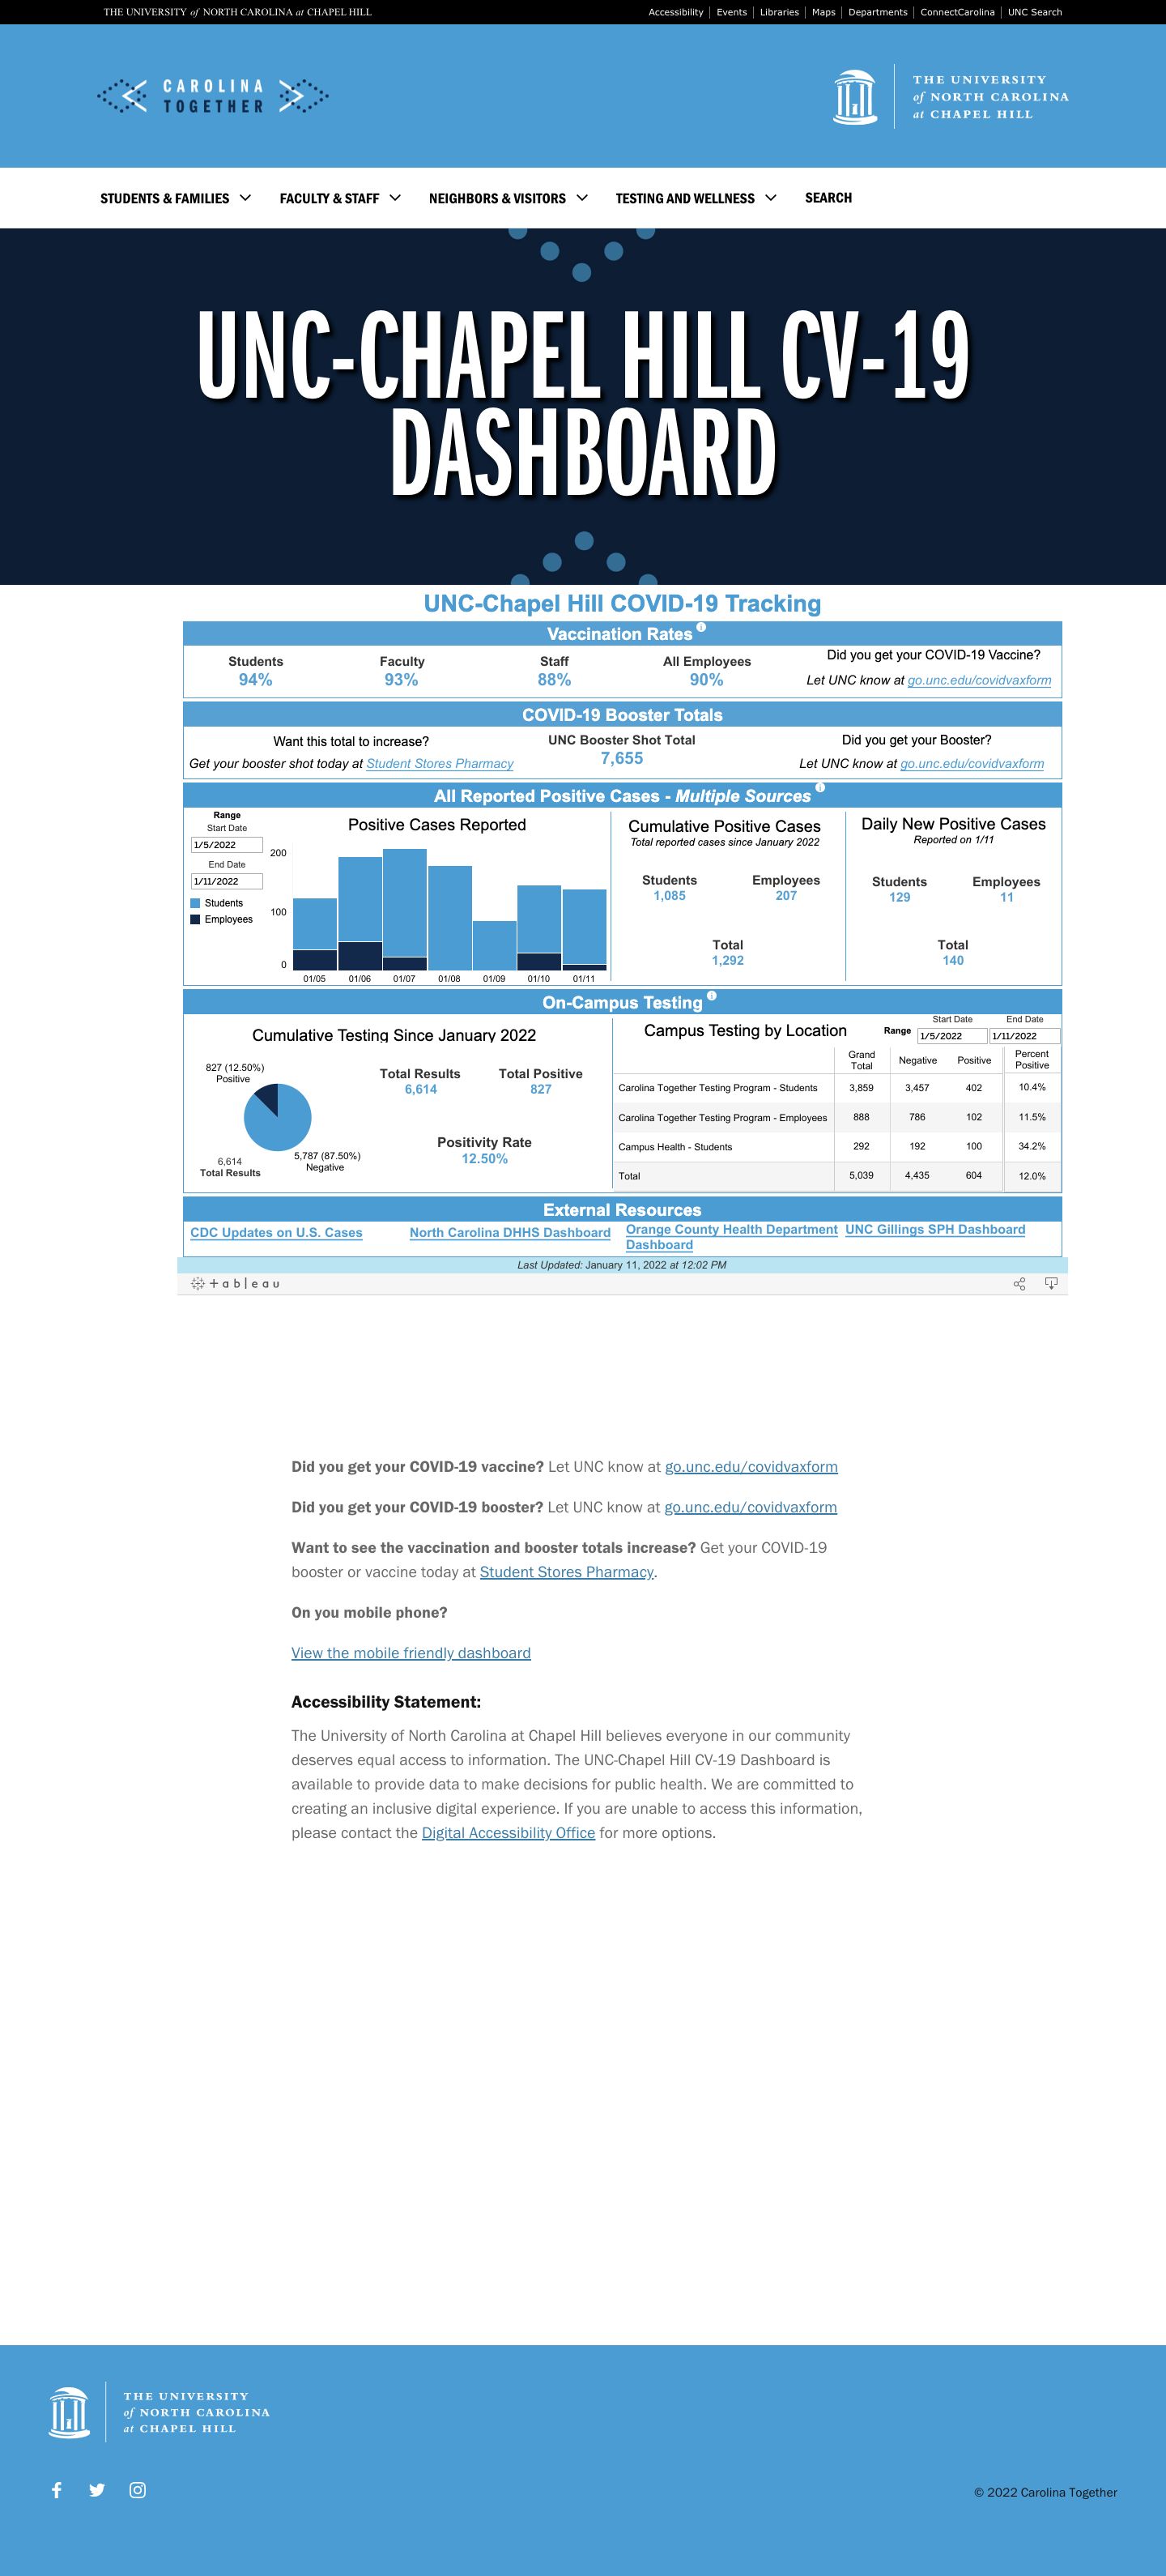 THE UNIVERSITY of NORTH CAROLINA at CHAPEL HILL
Accessibility Events Libraries Maps Departments ConnectCarolina UNC Search
CAROLINA
TOGETHER
THE UNIVERSITY
of NORTH CAROLINA
at CHAPEL HILL
STUDENTS & FAMILIES FACULTY & STAFF NEIGHBORS & VISITORS TESTING AND WELLNESS SEARCH
UNC-CHAPEL HILL CV-19
DASHBOARD
UNC-Chapel Hill COVID-19 Tracking
Vaccination Rates
Students Faculty Staff All Employees Did you get your COVID-19 Vaccine?
94% 93% 88% 90% Let UNC know at go.unc.edu/covidvaxform
COVID-19 Booster Totals
Want this total to increase? UNC Booster Shot Total Did you get your Booster?
Get your booster shot today at Student Stores Pharmacy 7,655 Let UNC know at go.unc.edu/covidvaxform
All Reported Positive Cases - Multiple Sources
Range
Start Date
1/5/2022
End Date
1/11/2022
Students
Employees
Positive Cases Reported
200
100
0
01/05 01/06 01/07 01/08 01/09 01/10 01/11
Cumulative Positive Cases
Total reported cases since January 2022
Students Employees
1,085 207
Total
1,292
Daily New Positive Cases
Reported on 1/11
Students Employees
129 11
Total
140
On-Campus Testing
Cumulative Testing Since January 2022
827 (12.50%)
Positive
5,787 (87.50%)
Negative
6,614
Total Results
Total Results Total Positive
6,614 827
Positivity Rate
12.50%
Campus Testing by Location
Range
Start Date End Date
1/5/2022 1/11/2022
Grand Total Negative Positive Percent Positive
Carolina Together Testing Program - Students 3,859 3,457 402 10.4%
Carolina Together Testing Program - Employees 888 786 102 11.5%
Campus Health - Students 292 192 100 34.2%
Total 5,039 4,435 604 12.0%
External Resources
CDC Updates on U.S. Cases North Carolina DHHS Dashboard Orange County Health Department Dashboard UNC Gillings SPH Dashboard
Last Updated: January 11, 2022 at 12:02 PM
+ableau
Did you get your COVID-19 vaccine? Let UNC know at go.unc.edu/covidvaxform
Did you get your COVID-19 booster? Let UNC know at go.unc.edu/covidvaxform
Want to see the vaccination and booster totals increase? Get your COVID-19
booster or vaccine today at Student Stores Pharmacy.
On you mobile phone?
View the mobile friendly dashboard
Accessibility Statement:
The University of North Carolina at Chapel Hill believes everyone in our community
deserves equal access to information. The UNC-Chapel Hill CV-19 Dashboard is
available to provide data to make decisions for public health. We are committed to
creating an inclusive digital experience. If you are unable to access this information,
please contact the Digital Accessibility Office for more options.
THE UNIVERSITY
of NORTH CAROLINA
at CHAPEL HILL
© 2022 Carolina Together